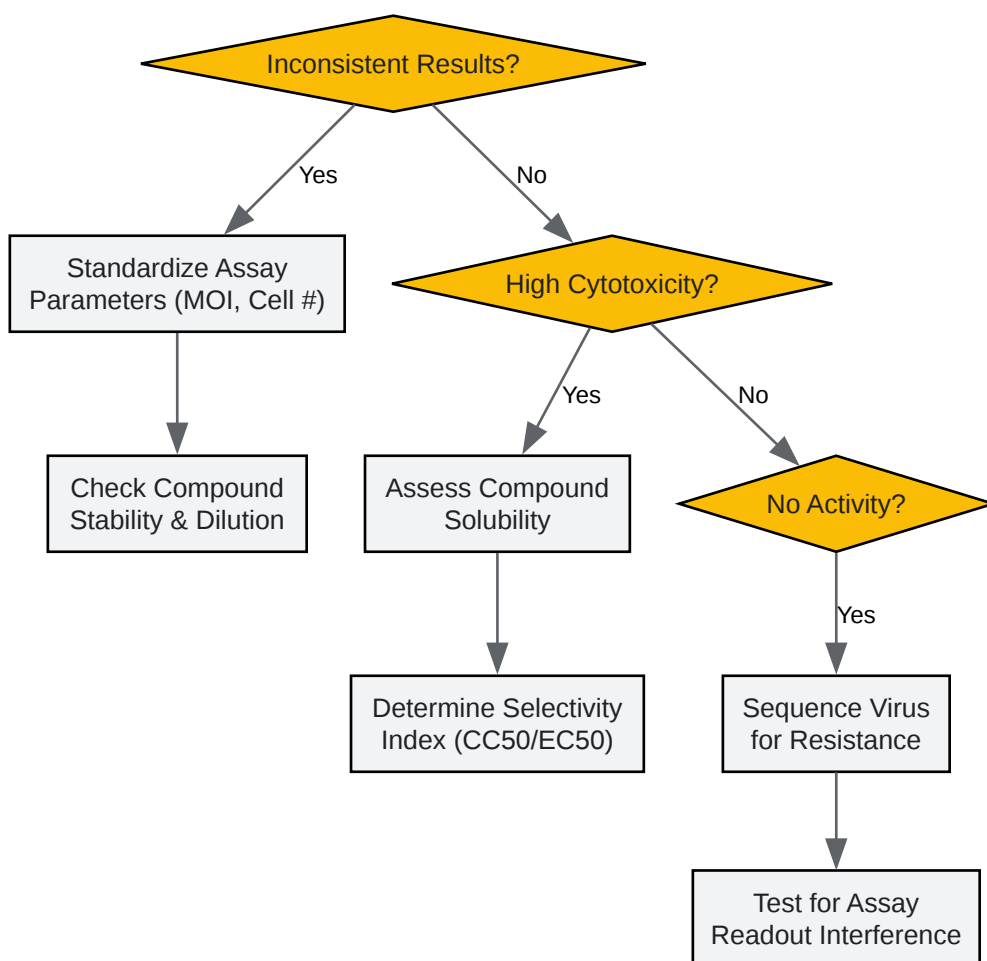 Inconsistent Results?
Yes
No
Standardize Assay
Parameters (MOI, Cell #)
High Cytotoxicity?
Yes
No
Check Compound
Stability & Dilution
Assess Compound
Solubility
No Activity?
Yes
Determine Selectivity
Index (CC50/EC50)
Sequence Virus
for Resistance
Test for Assay
Readout Interference